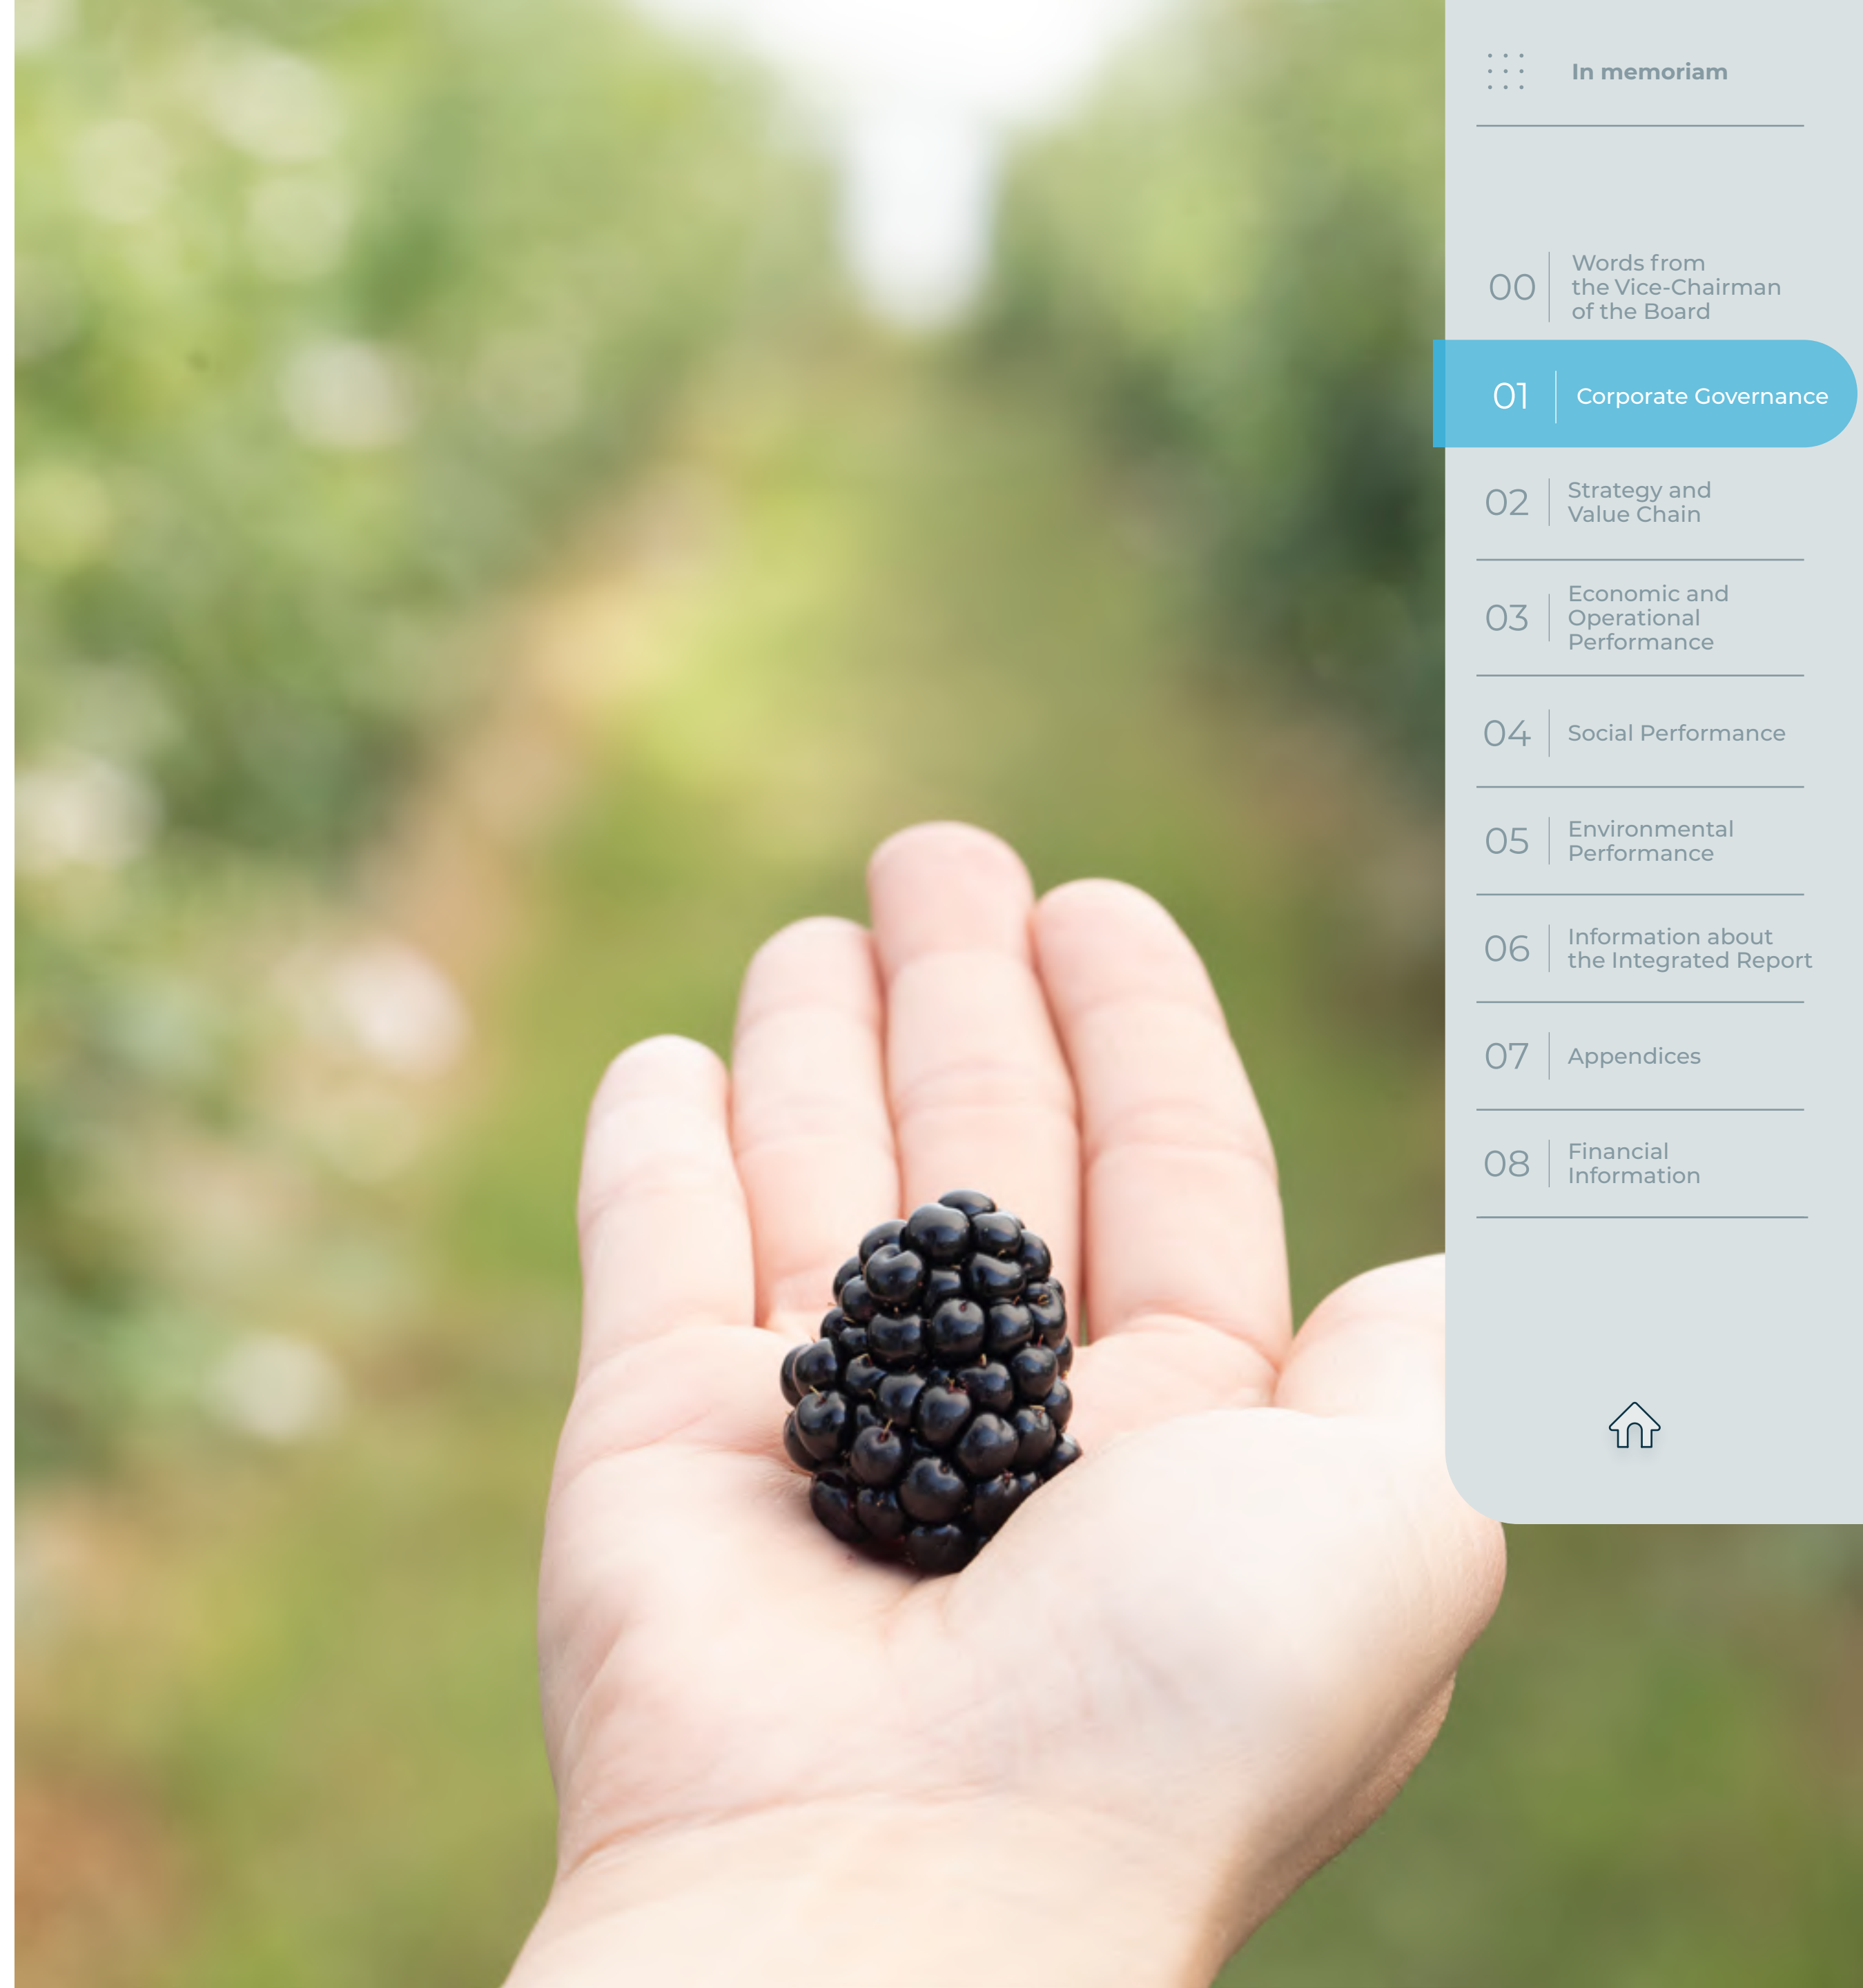 In memoriam
00
Words from
the Vice-Chairman
of the Board
01
Corporate Governance
02
Strategy and
Value Chain
03
Economic and
Operational
Performance
04
Social Performance
05
Environmental
Performance
06
Information about
the Integrated Report
07
Appendices
08
Financial
Information